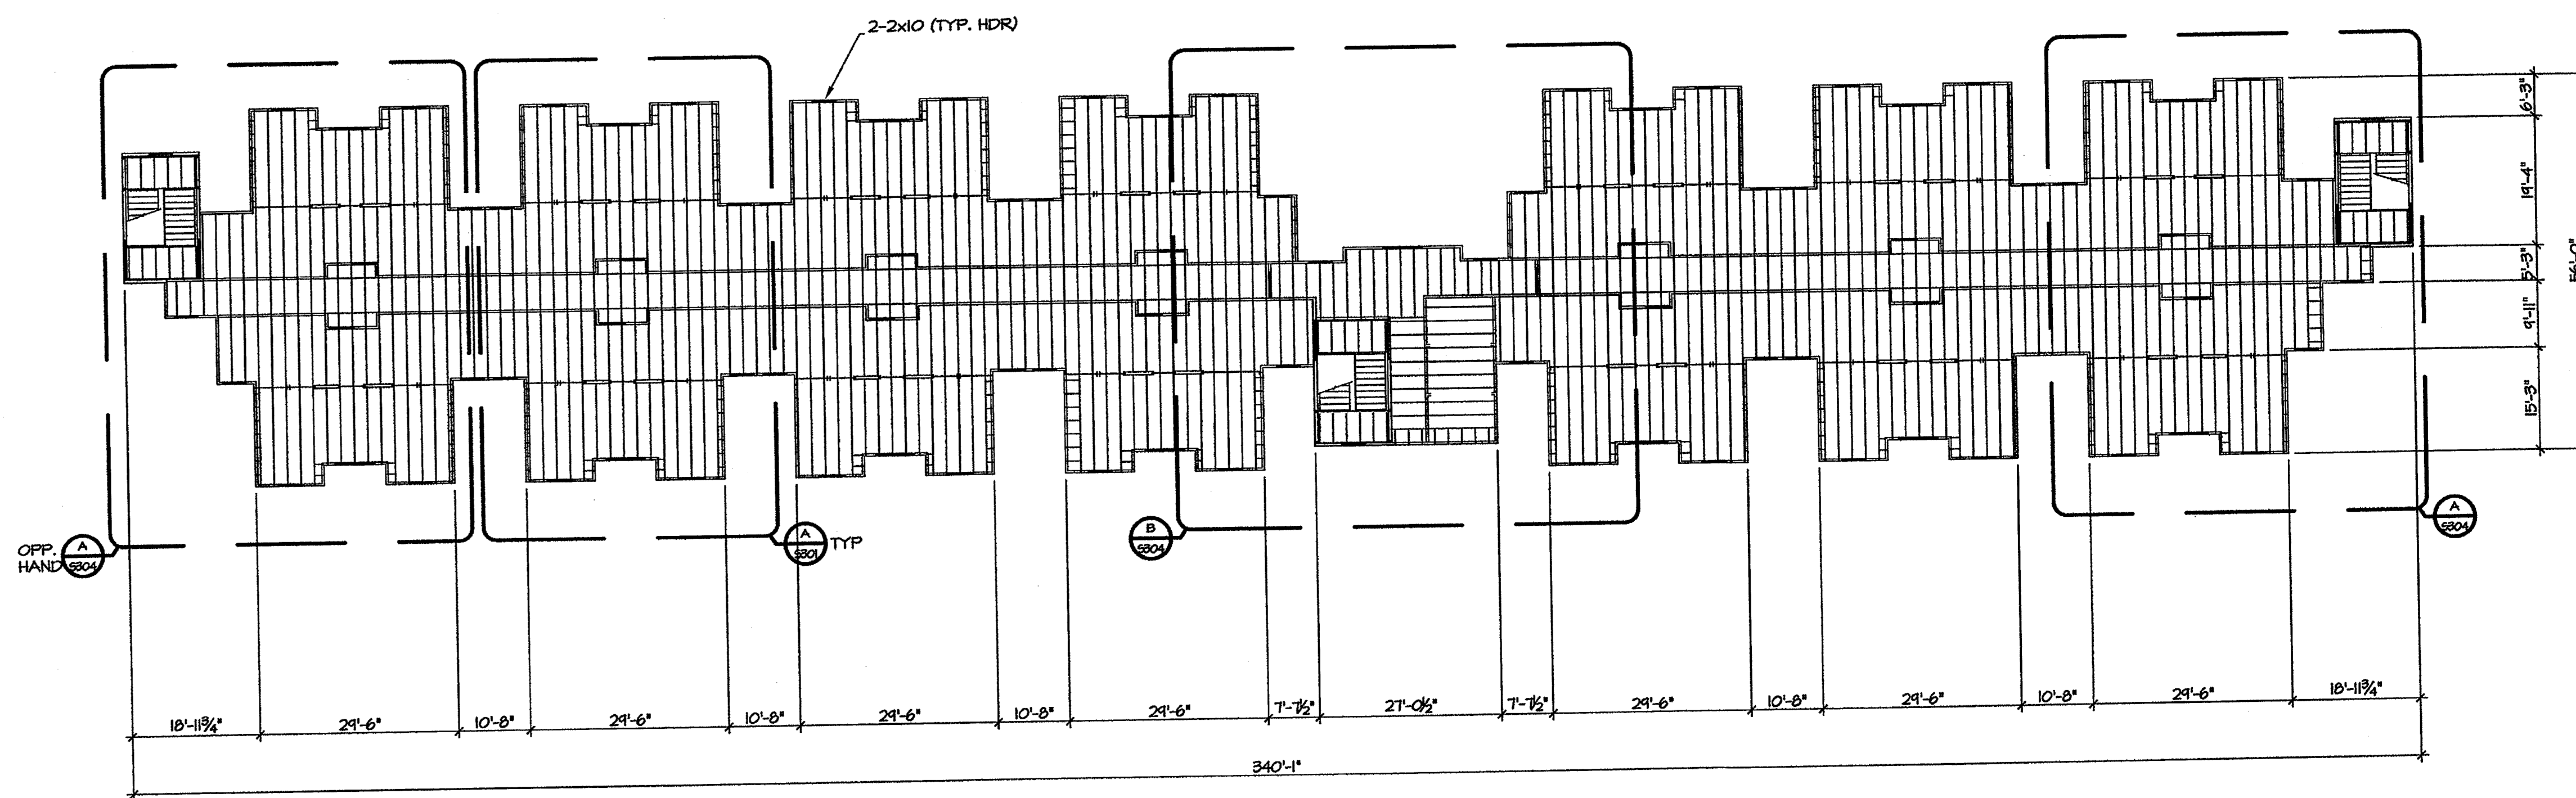 2-2x10 (TYP. HDR)
6'-3"
19'-4"
5'-3"
56'-0"
9'-11"
15'-3"
OPP.
HAND
A
S304
A
S301
TYP
B
S304
A
S304
18'-11¾"
29'-6"
10'-8"
29'-6"
10'-8"
29'-6"
10'-8"
29'-6"
7'-7½"
27'-0½"
7'-7½"
29'-6"
10'-8"
29'-6"
10'-8"
29'-6"
18'-11¾"
340'-1"